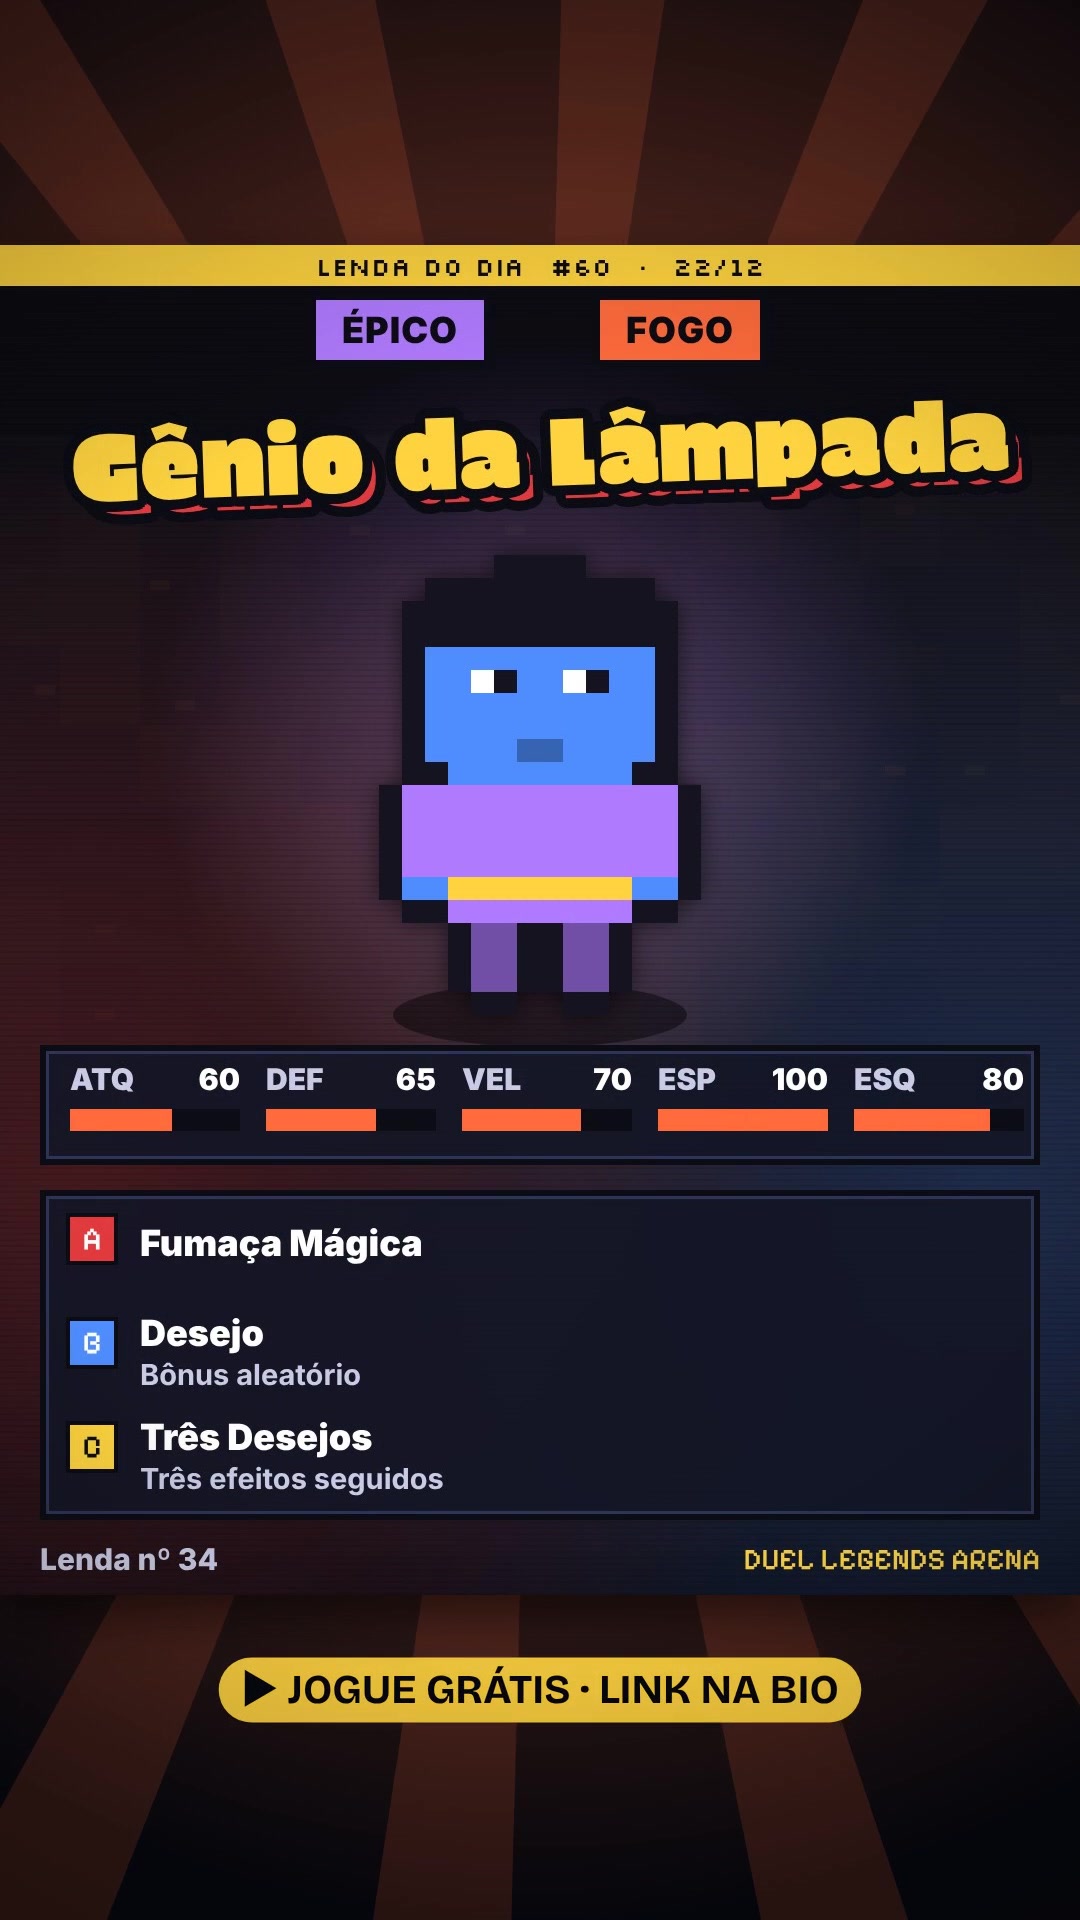 LENDA DO DIA #60 · 22/12
ÉPICO FOGO
Gênio da Lâmpada
ATQ 60 DEF 65 VEL 70 ESP 100 ESQ 80
A Fumaça Mágica
B Desejo
Bônus aleatório
C Três Desejos
Três efeitos seguidos
Lenda nº 34 DUEL LEGENDS ARENA
▶ JOGUE GRÁTIS · LINK NA BIO